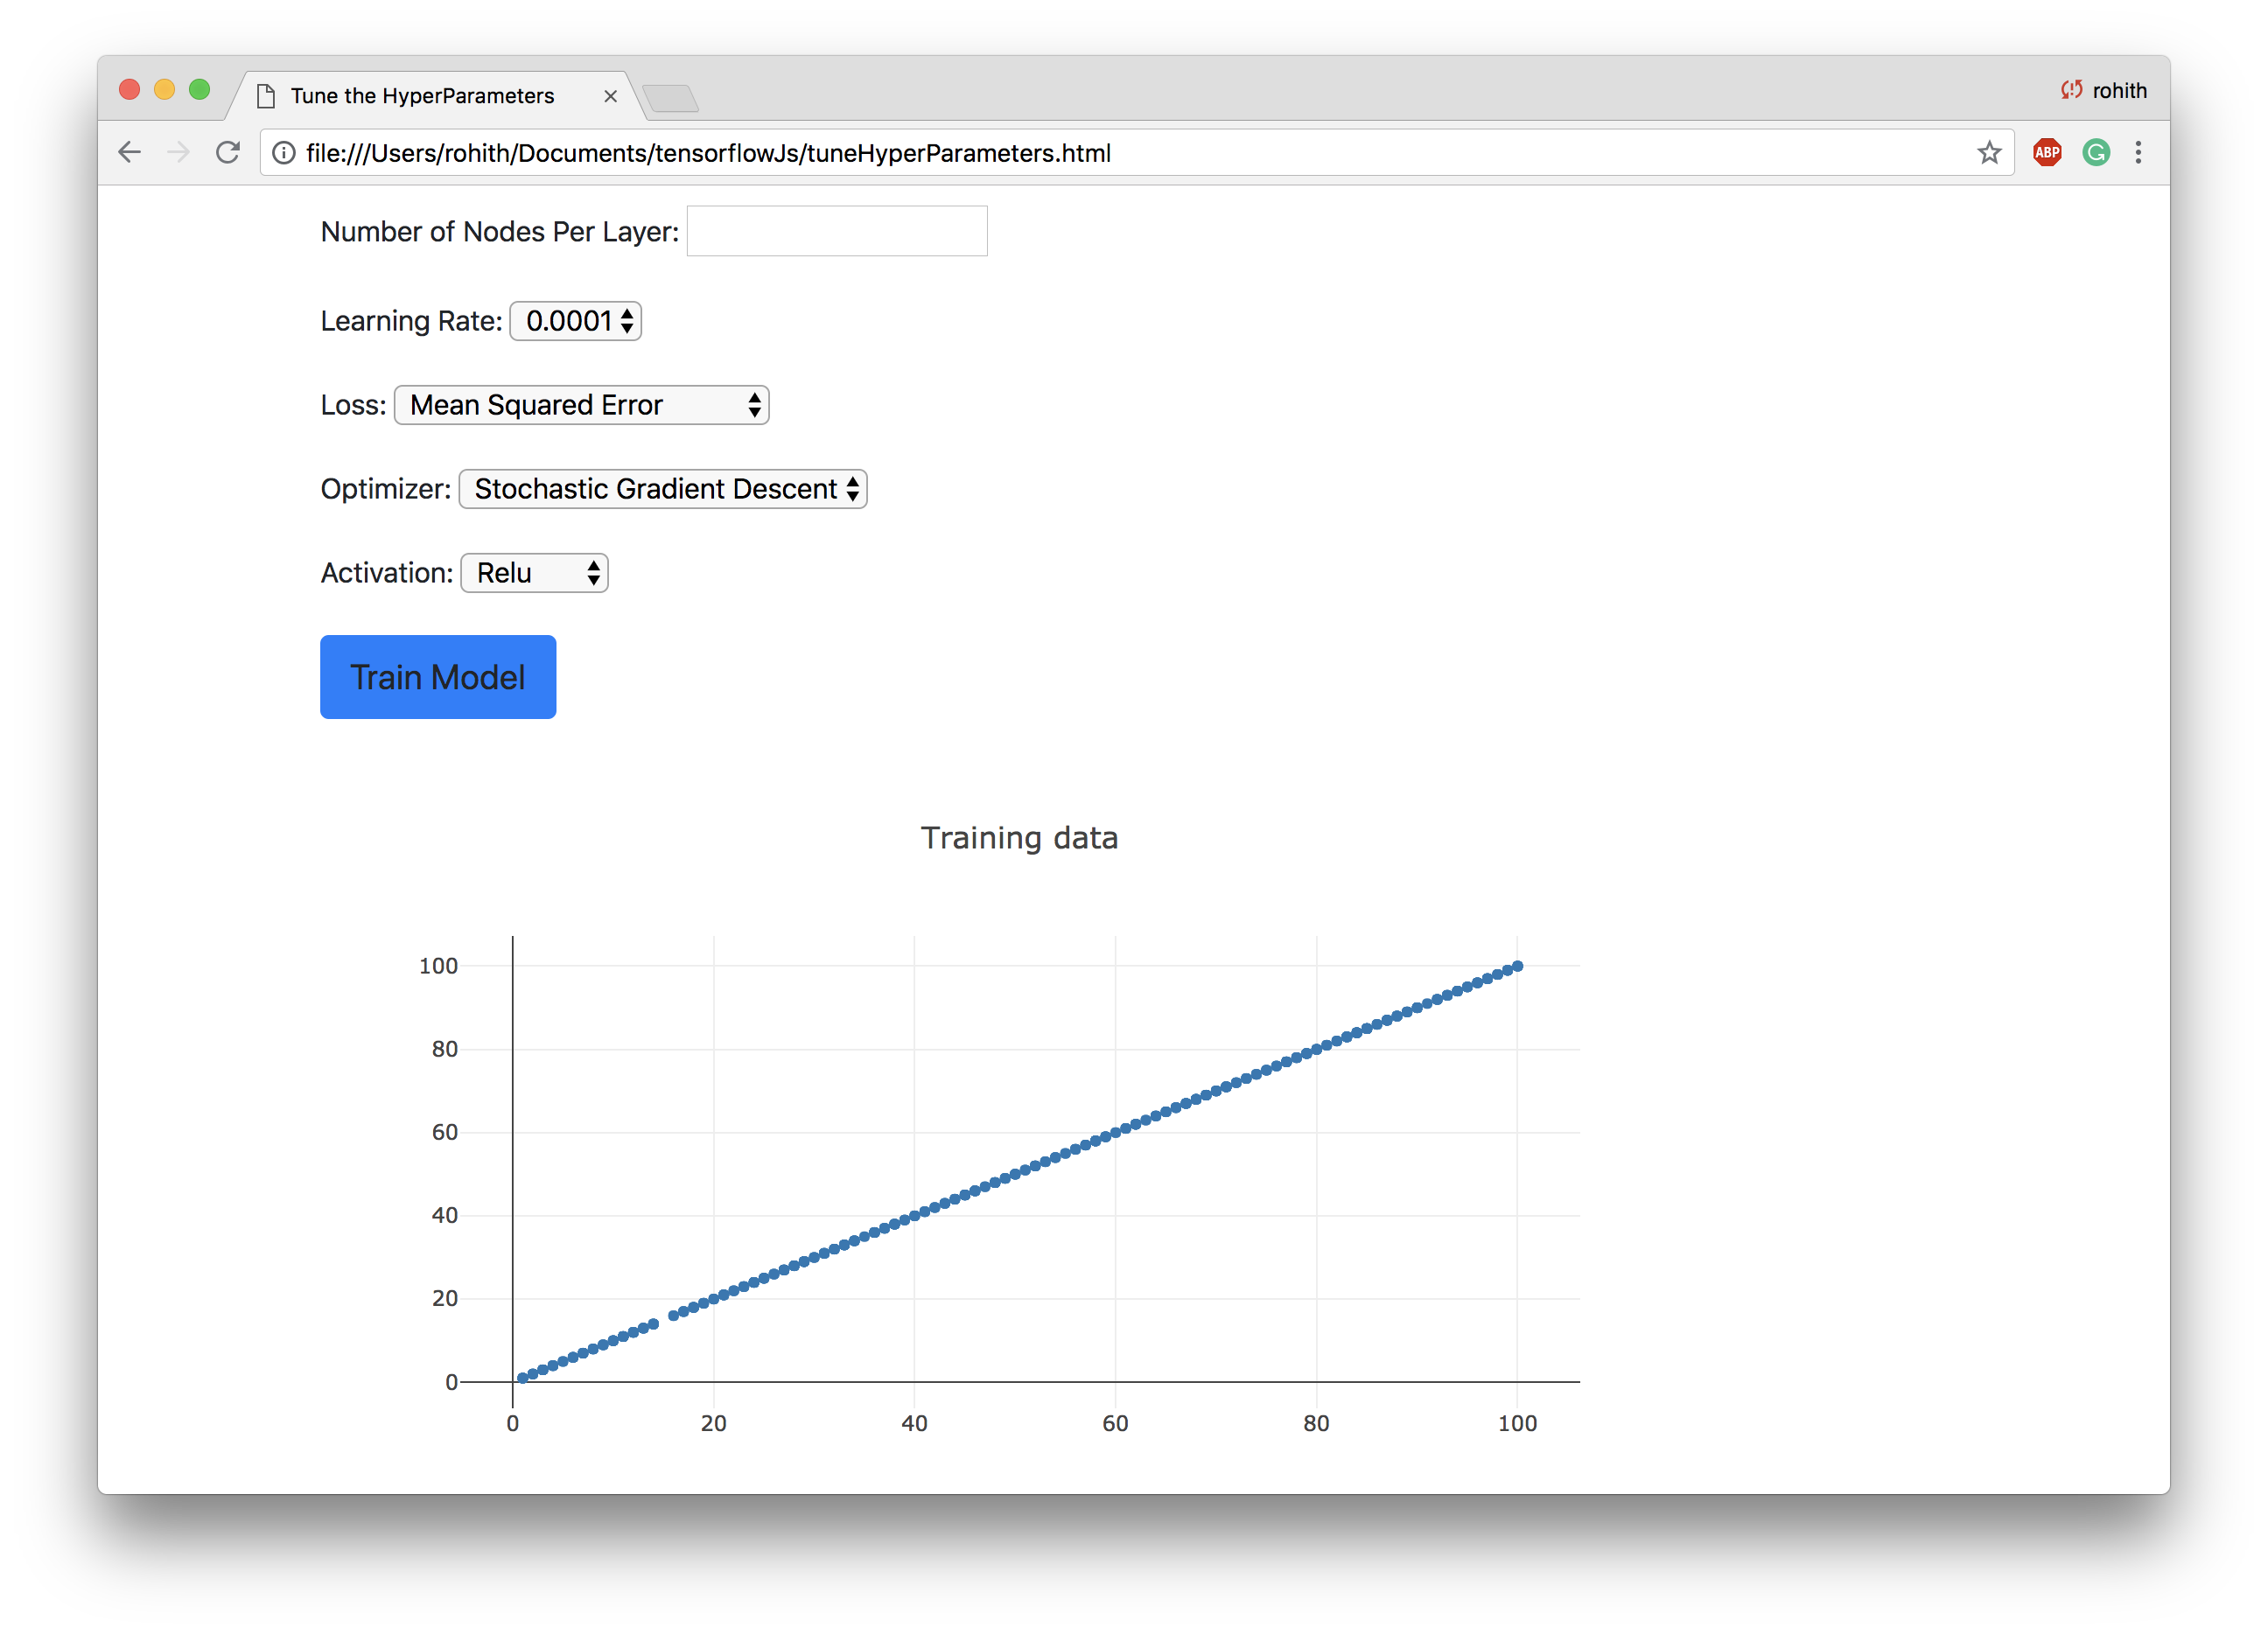 Tune the HyperParameters
rohith
file:///Users/rohith/Documents/tensorflowJs/tuneHyperParameters.html
ABP
Number of Nodes Per Layer:
Learning Rate: 0.0001
Loss: Mean Squared Error
Optimizer: Stochastic Gradient Descent
Activation: Relu
Train Model
Training data
100
80
60
40
20
0
0 20 40 60 80 100